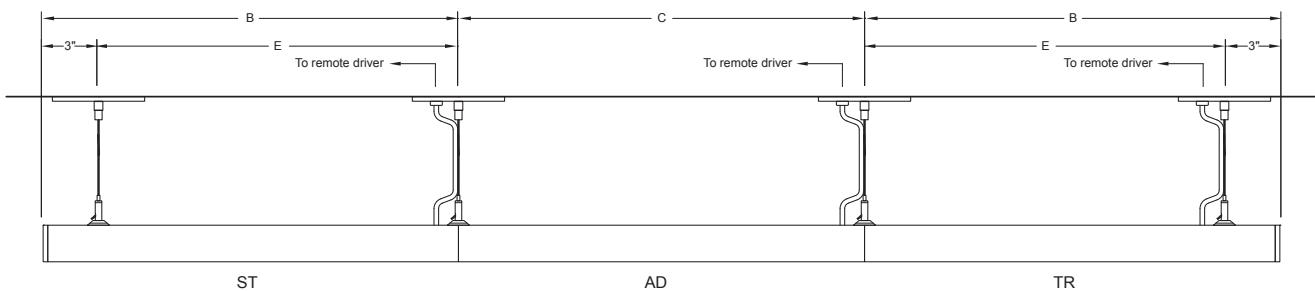 B C B
3" E E 3"
To remote driver To remote driver To remote driver
ST AD TR